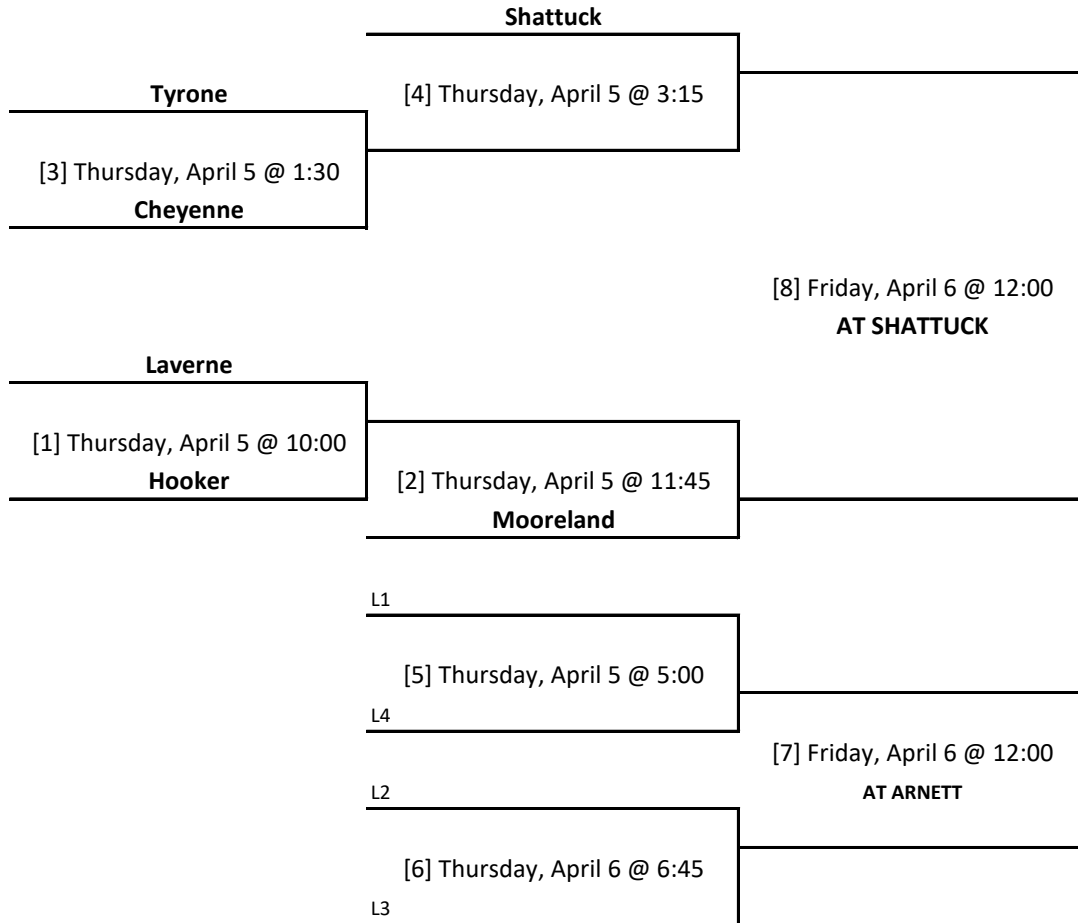 Shattuck
[4] Thursday, April 5 @ 3:15
Tyrone
[3] Thursday, April 5 @ 1:30
Cheyenne
[8] Friday, April 6 @ 12:00
AT SHATTUCK
Laverne
[1] Thursday, April 5 @ 10:00
Hooker
[2] Thursday, April 5 @ 11:45
Mooreland
L1
[5] Thursday, April 5 @ 5:00
L4
[7] Friday, April 6 @ 12:00
AT ARNETT
L2
[6] Thursday, April 6 @ 6:45
L3